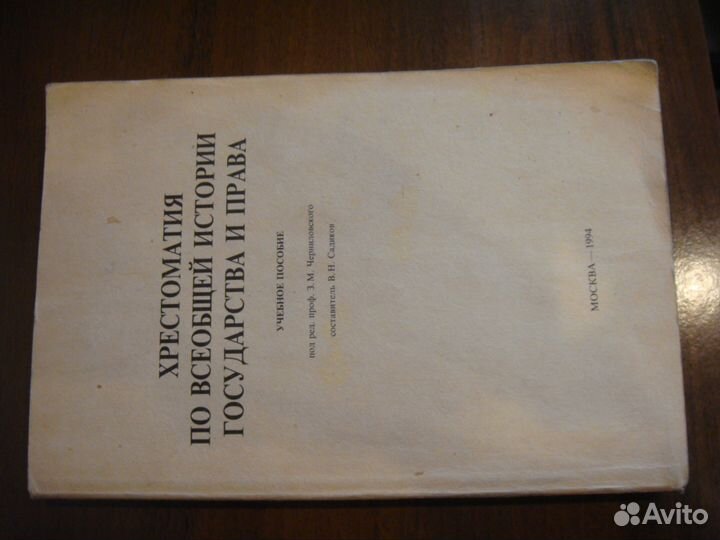 ХРЕСТОМАТИЯ
ПО ВСЕОБЩЕЙ ИСТОРИИ
ГОСУДАРСТВА И ПРАВА
УЧЕБНОЕ ПОСОБИЕ
под ред. проф. З. М. Черниловского
составитель В. Н. Садиков
МОСКВА — 1994
Avito